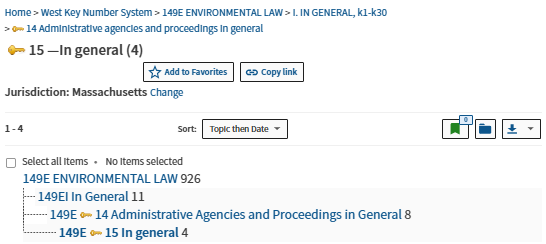 Home > West Key Number System > 149E ENVIRONMENTAL LAW > I. IN GENERAL, k1-k30
> 14 Administrative agencies and proceedings in general
15 —In general (4)
Add to Favorites Copy link
Jurisdiction: Massachusetts Change
1 - 4 Sort: Topic then Date 0
Select all Items • No Items selected
149E ENVIRONMENTAL LAW 926
149EI In General 11
149E 14 Administrative Agencies and Proceedings in General 8
149E 15 In general 4